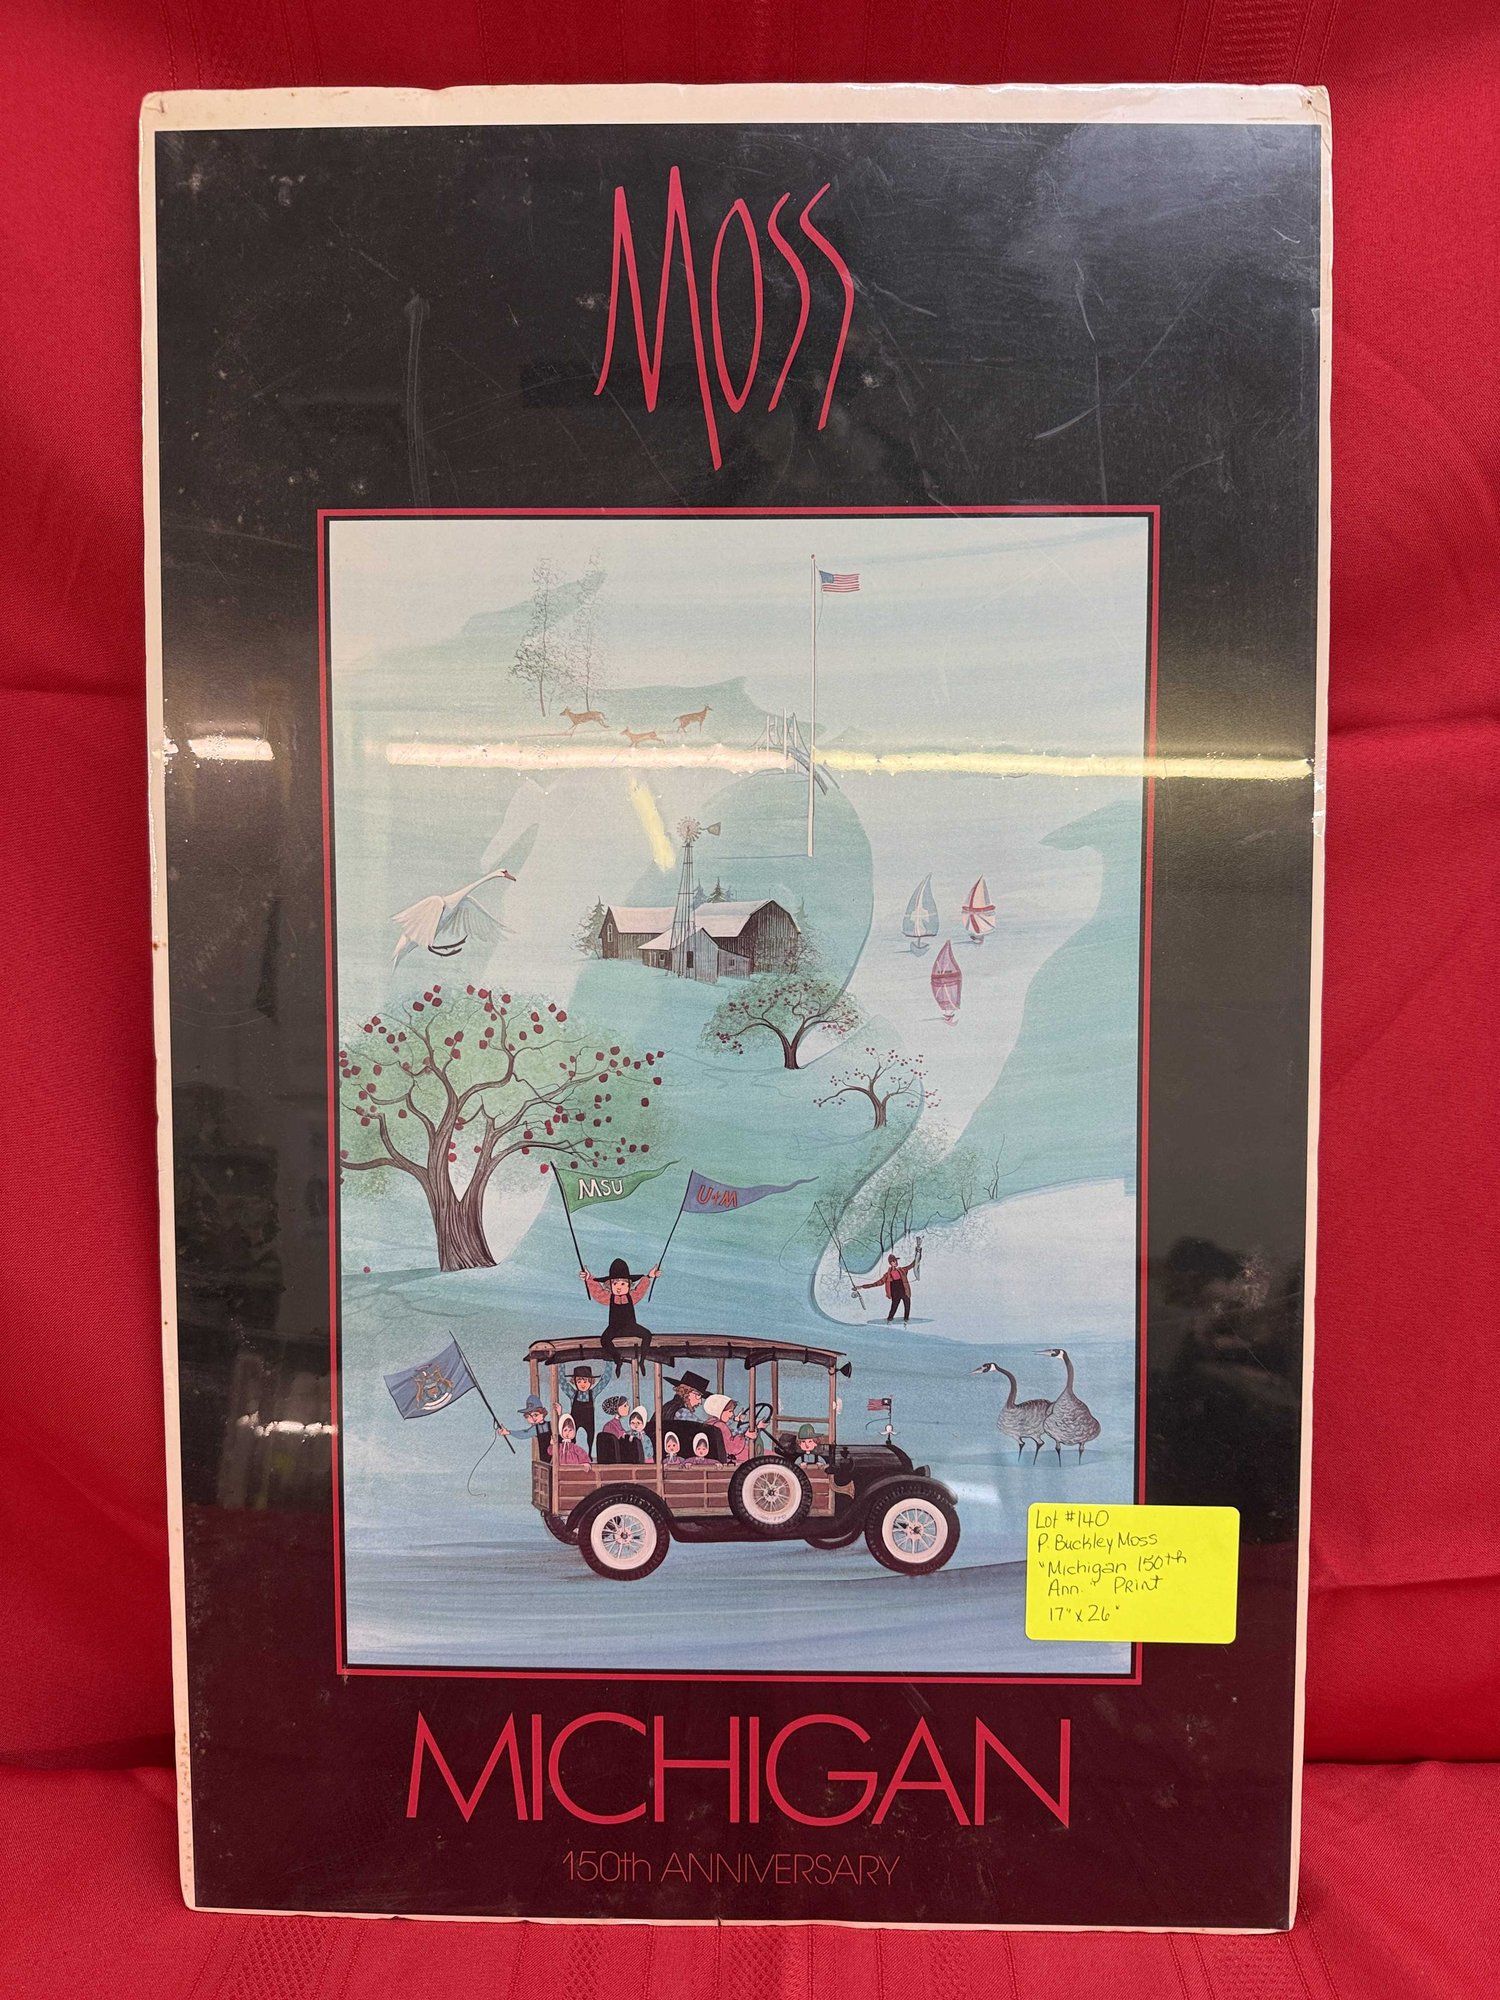 Moss
MSU
U of M
Lot #140
P. Buckley Moss
"Michigan 150th
Ann." Print
17" x 26"
MICHIGAN
150th ANNIVERSARY